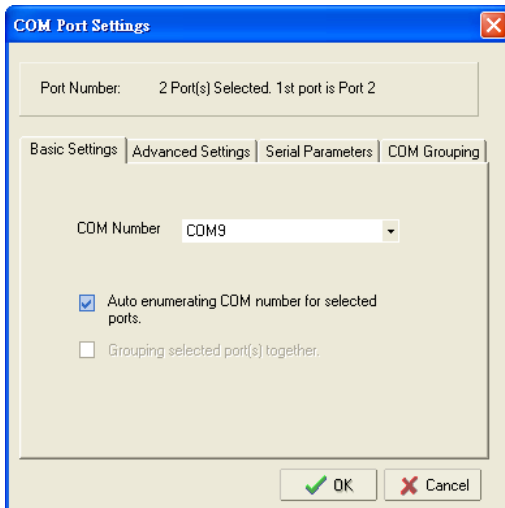 COM Port Settings
Port Number: 2 Port(s) Selected. 1st port is Port 2
Basic Settings Advanced Settings Serial Parameters COM Grouping
COM Number COM9
Auto enumerating COM number for selected
ports.
Grouping selected port(s) together.
OK Cancel